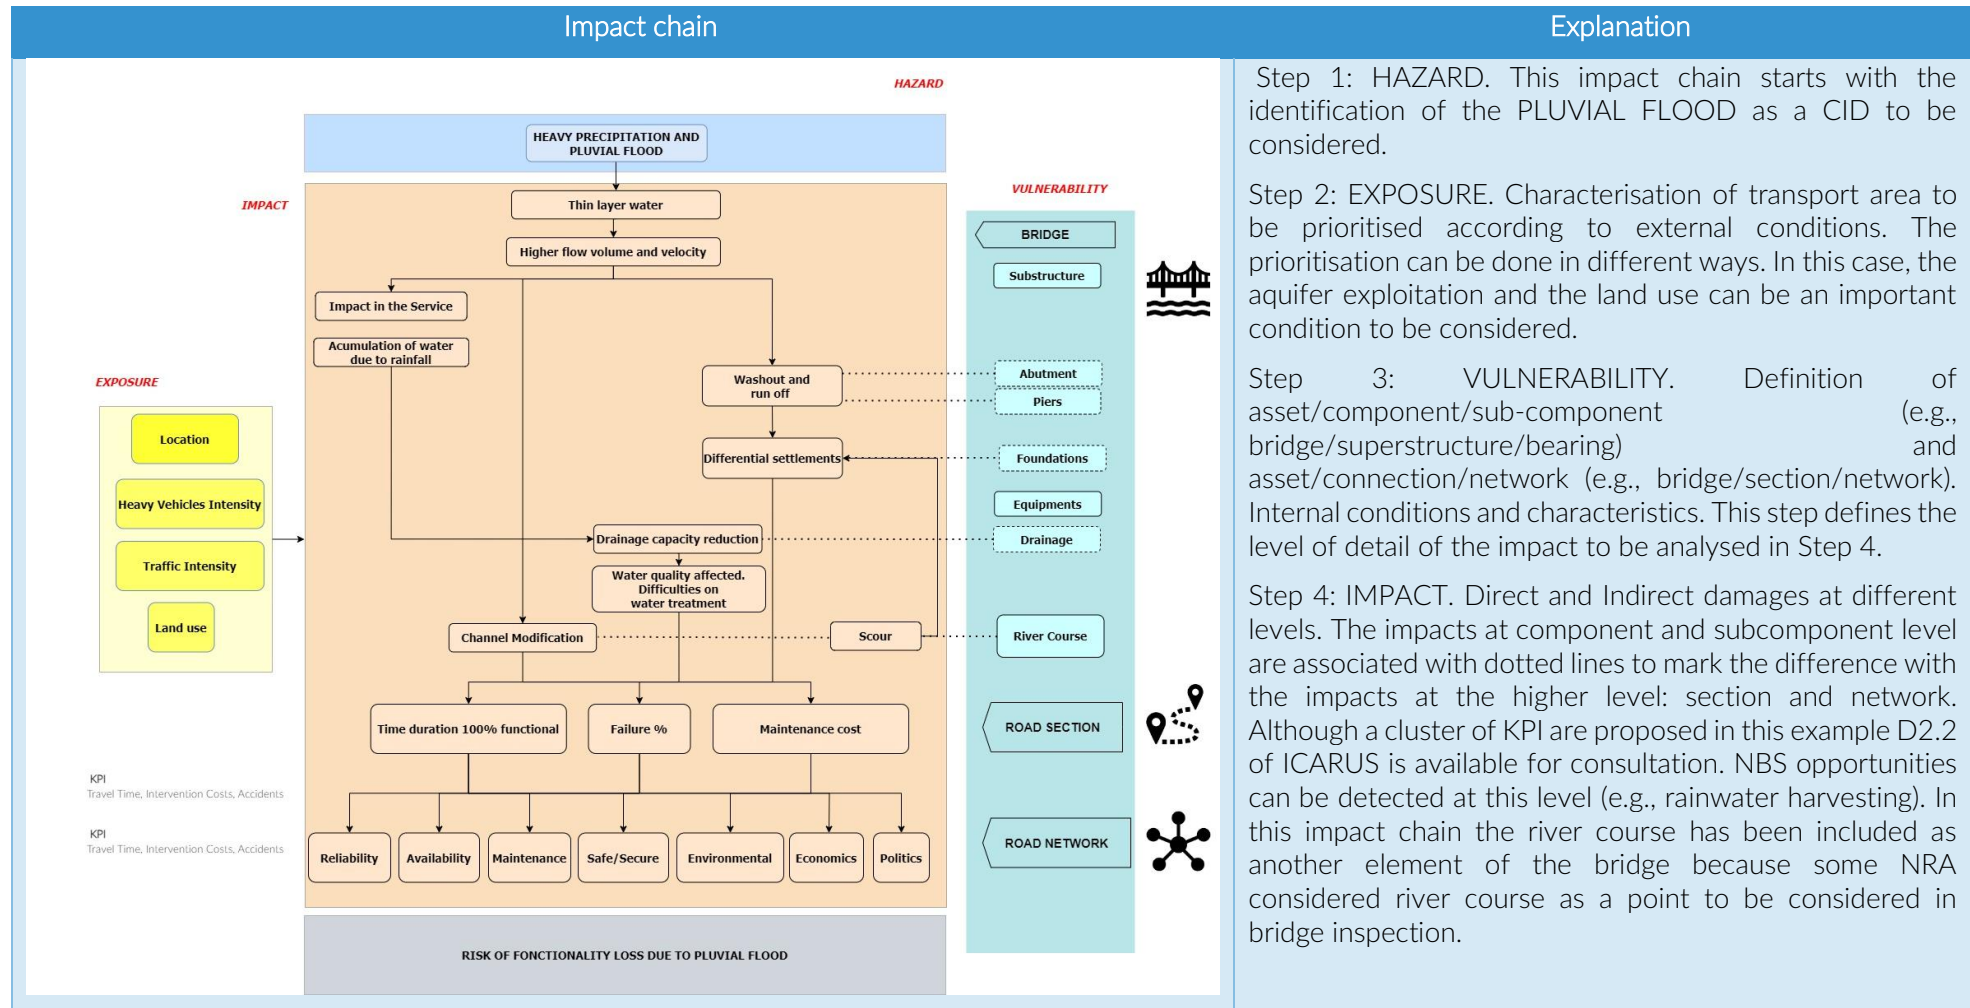 Impact chain
Explanation
HAZARD
HEAVY PRECIPITATION AND
PLUVIAL FLOOD
IMPACT
VULNERABILITY
Thin layer water
BRIDGE
Higher flow volume and velocity
Substructure
Impact in the Service
Acumulation of water
due to rainfall
EXPOSURE
Washout and
run off
Abutment
Piers
Location
Differential settlements
Foundations
Heavy Vehicles Intensity
Equipments
Drainage capacity reduction
Drainage
Traffic Intensity
Water quality affected.
Difficulties on
water treatment
Land use
Channel Modification
Scour
River Course
Time duration 100% functional
Failure %
Maintenance cost
ROAD SECTION
KPI
Travel Time, Intervention Costs, Accidents
KPI
Travel Time, Intervention Costs, Accidents
Reliability
Availability
Maintenance
Safe/Secure
Environmental
Economics
Politics
ROAD NETWORK
RISK OF FONCTIONALITY LOSS DUE TO PLUVIAL FLOOD
Step 1: HAZARD. This impact chain starts with the
identification of the PLUVIAL FLOOD as a CID to be
considered.
Step 2: EXPOSURE. Characterisation of transport area to
be prioritised according to external conditions. The
prioritisation can be done in different ways. In this case, the
aquifer exploitation and the land use can be an important
condition to be considered.
Step 3: VULNERABILITY. Definition of
asset/component/sub-component (e.g.,
bridge/superstructure/bearing) and
asset/connection/network (e.g., bridge/section/network).
Internal conditions and characteristics. This step defines the
level of detail of the impact to be analysed in Step 4.
Step 4: IMPACT. Direct and Indirect damages at different
levels. The impacts at component and subcomponent level
are associated with dotted lines to mark the difference with
the impacts at the higher level: section and network.
Although a cluster of KPI are proposed in this example D2.2
of ICARUS is available for consultation. NBS opportunities
can be detected at this level (e.g., rainwater harvesting). In
this impact chain the river course has been included as
another element of the bridge because some NRA
considered river course as a point to be considered in
bridge inspection.